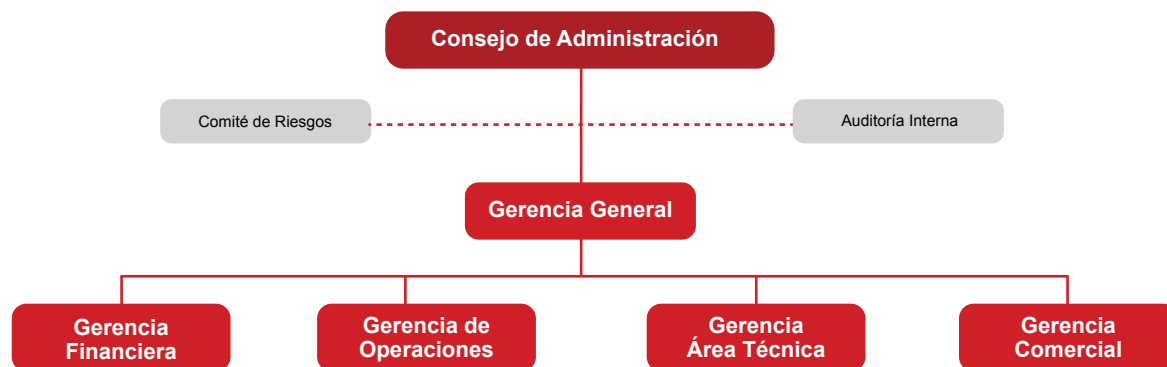 Consejo de Administración
Comité de Riesgos
Auditoría Interna
Gerencia General
Gerencia
Financiera
Gerencia de
Operaciones
Gerencia
Área Técnica
Gerencia
Comercial